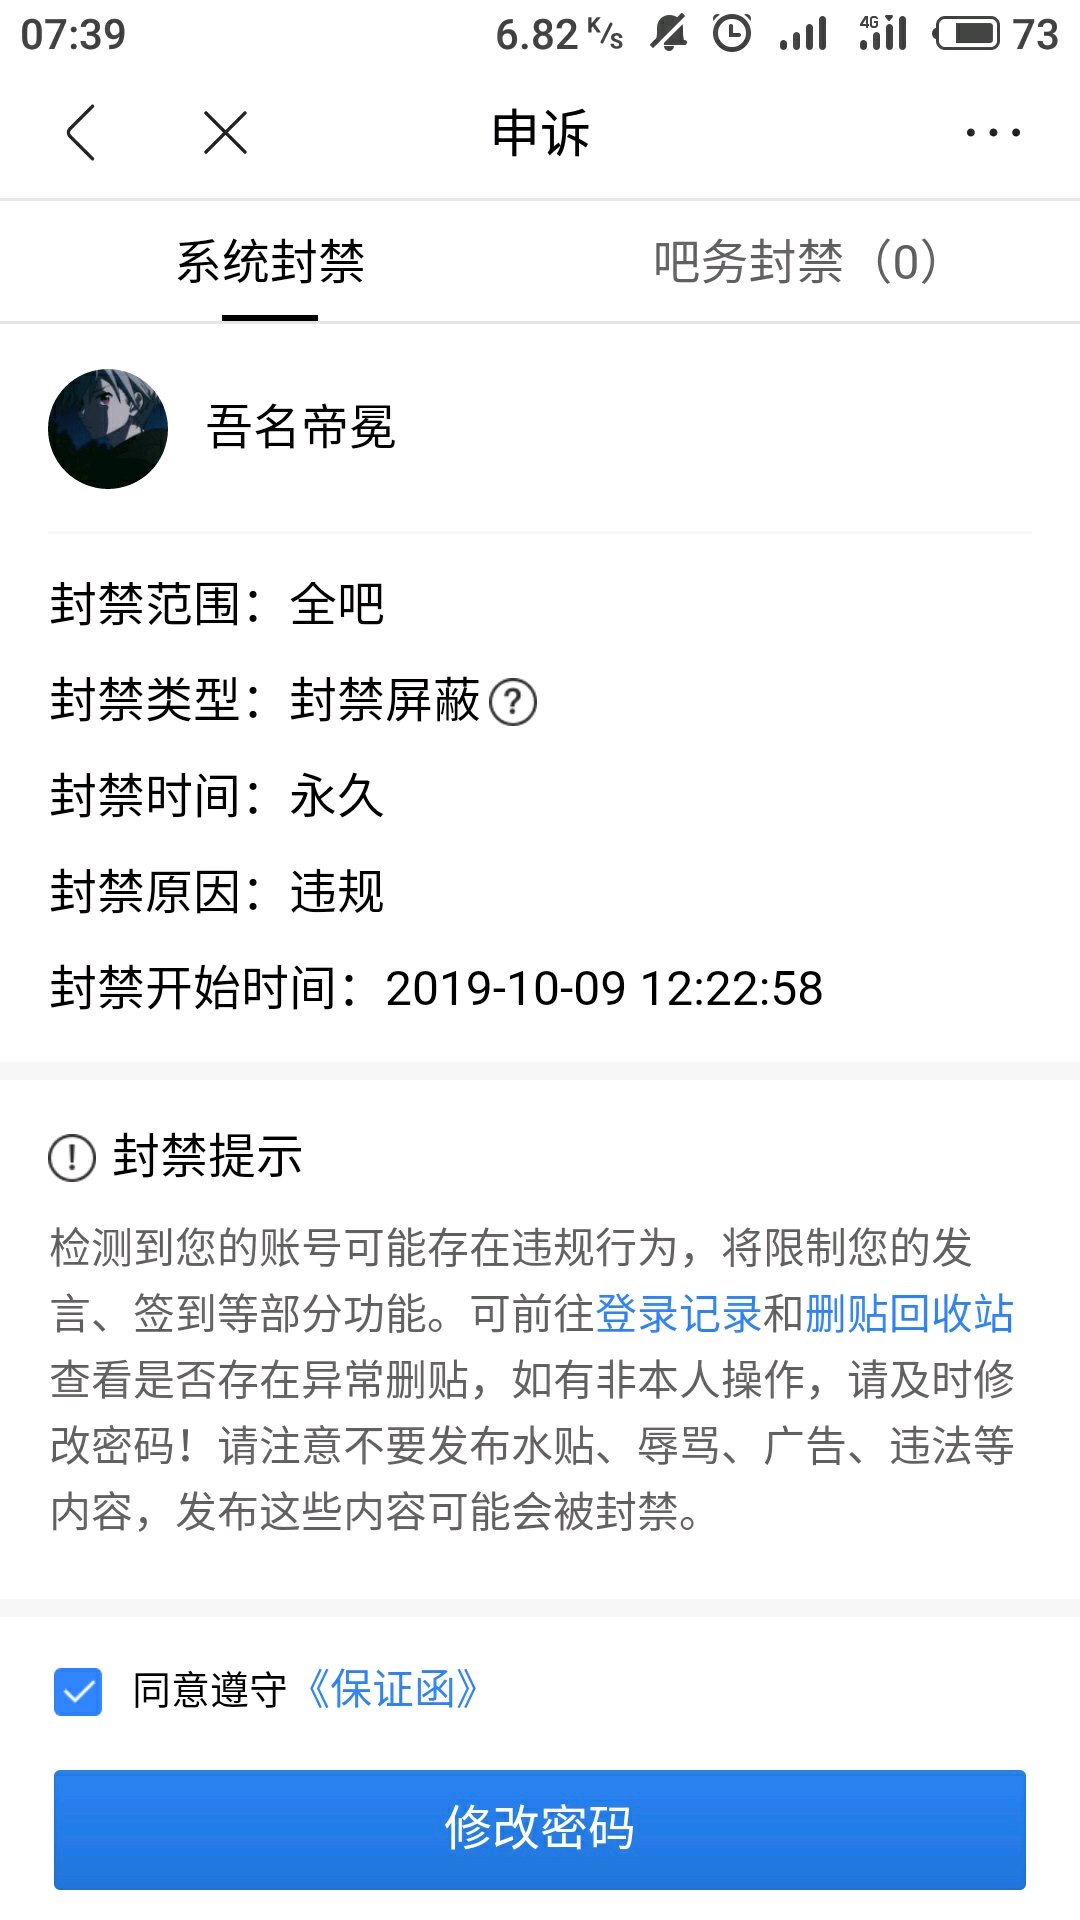 07:39 6.82 K/s 4G 73
申诉
系统封禁 吧务封禁（0）
吾名帝冕
封禁范围：全吧
封禁类型：封禁屏蔽?
封禁时间：永久
封禁原因：违规
封禁开始时间：2019-10-09 12:22:58
! 封禁提示
检测到您的账号可能存在违规行为，将限制您的发
言、签到等部分功能。可前往登录记录和删贴回收站
查看是否存在异常删贴，如有非本人操作，请及时修
改密码！请注意不要发布水贴、辱骂、广告、违法等
内容，发布这些内容可能会被封禁。
同意遵守《保证函》
修改密码